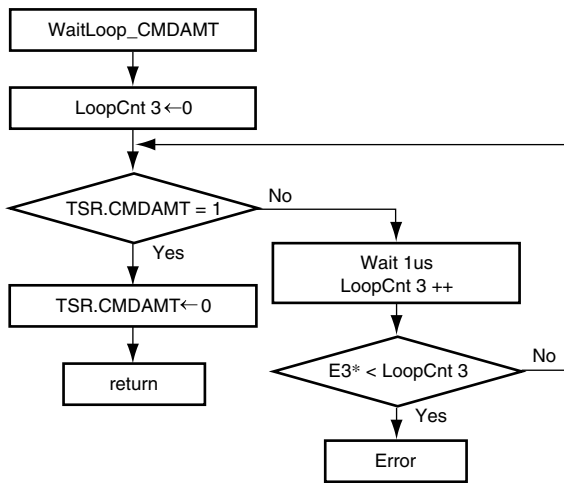 WaitLoop_CMDAMT
LoopCnt 3←0
TSR.CMDAMT = 1
No
Yes
Wait 1us
LoopCnt 3 ++
TSR.CMDAMT←0
return
E3* < LoopCnt 3
No
Yes
Error